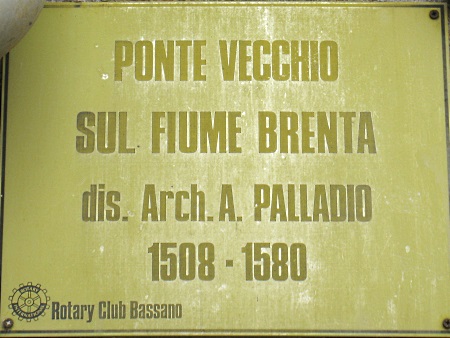 PONTE VECCHIO
SUL FIUME BRENTA
dis. Arch. A. PALLADIO
1508 - 1580
Rotary Club Bassano